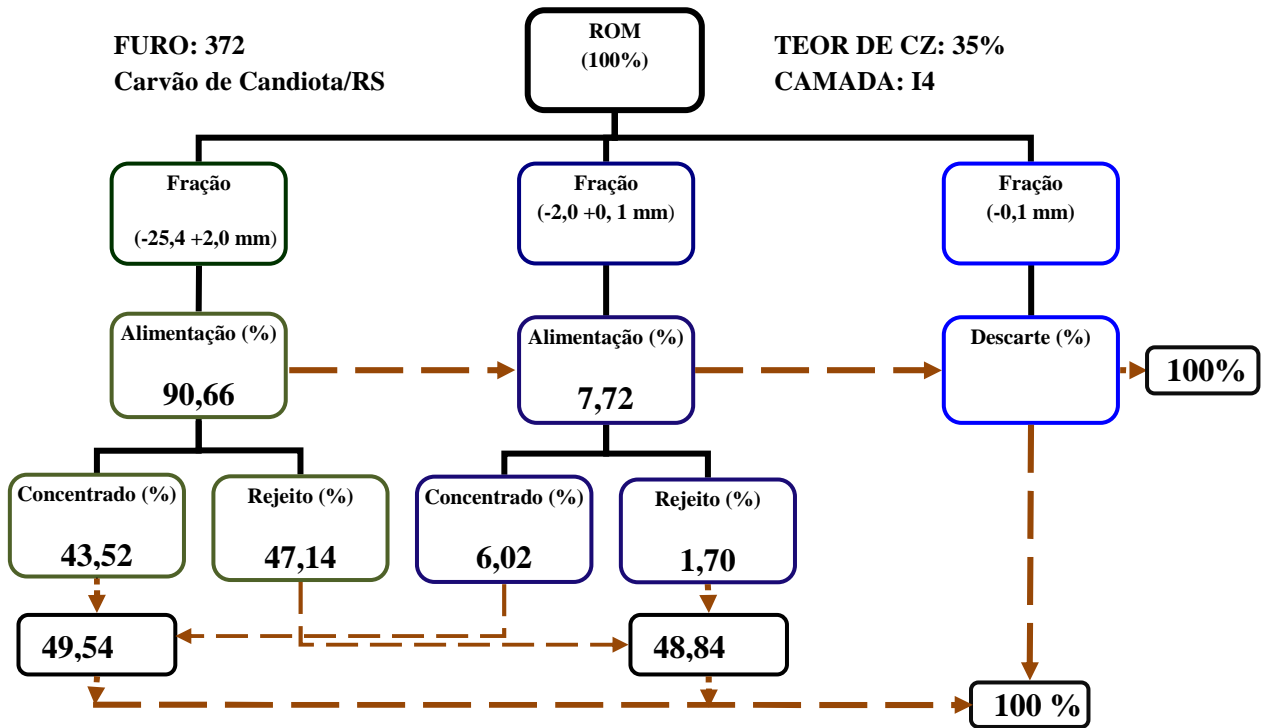 FURO: 372
Carvão de Candiota/RS
ROM
(100%)
TEOR DE CZ: 35%
CAMADA: I4
Fração
(-25,4 +2,0 mm)
Fração
(-2,0 +0, 1 mm)
Fração
(-0,1 mm)
Alimentação (%)
90,66
Alimentação (%)
7,72
Descarte (%)
100%
Concentrado (%)
43,52
Rejeito (%)
47,14
Concentrado (%)
6,02
Rejeito (%)
1,70
49,54
48,84
100 %